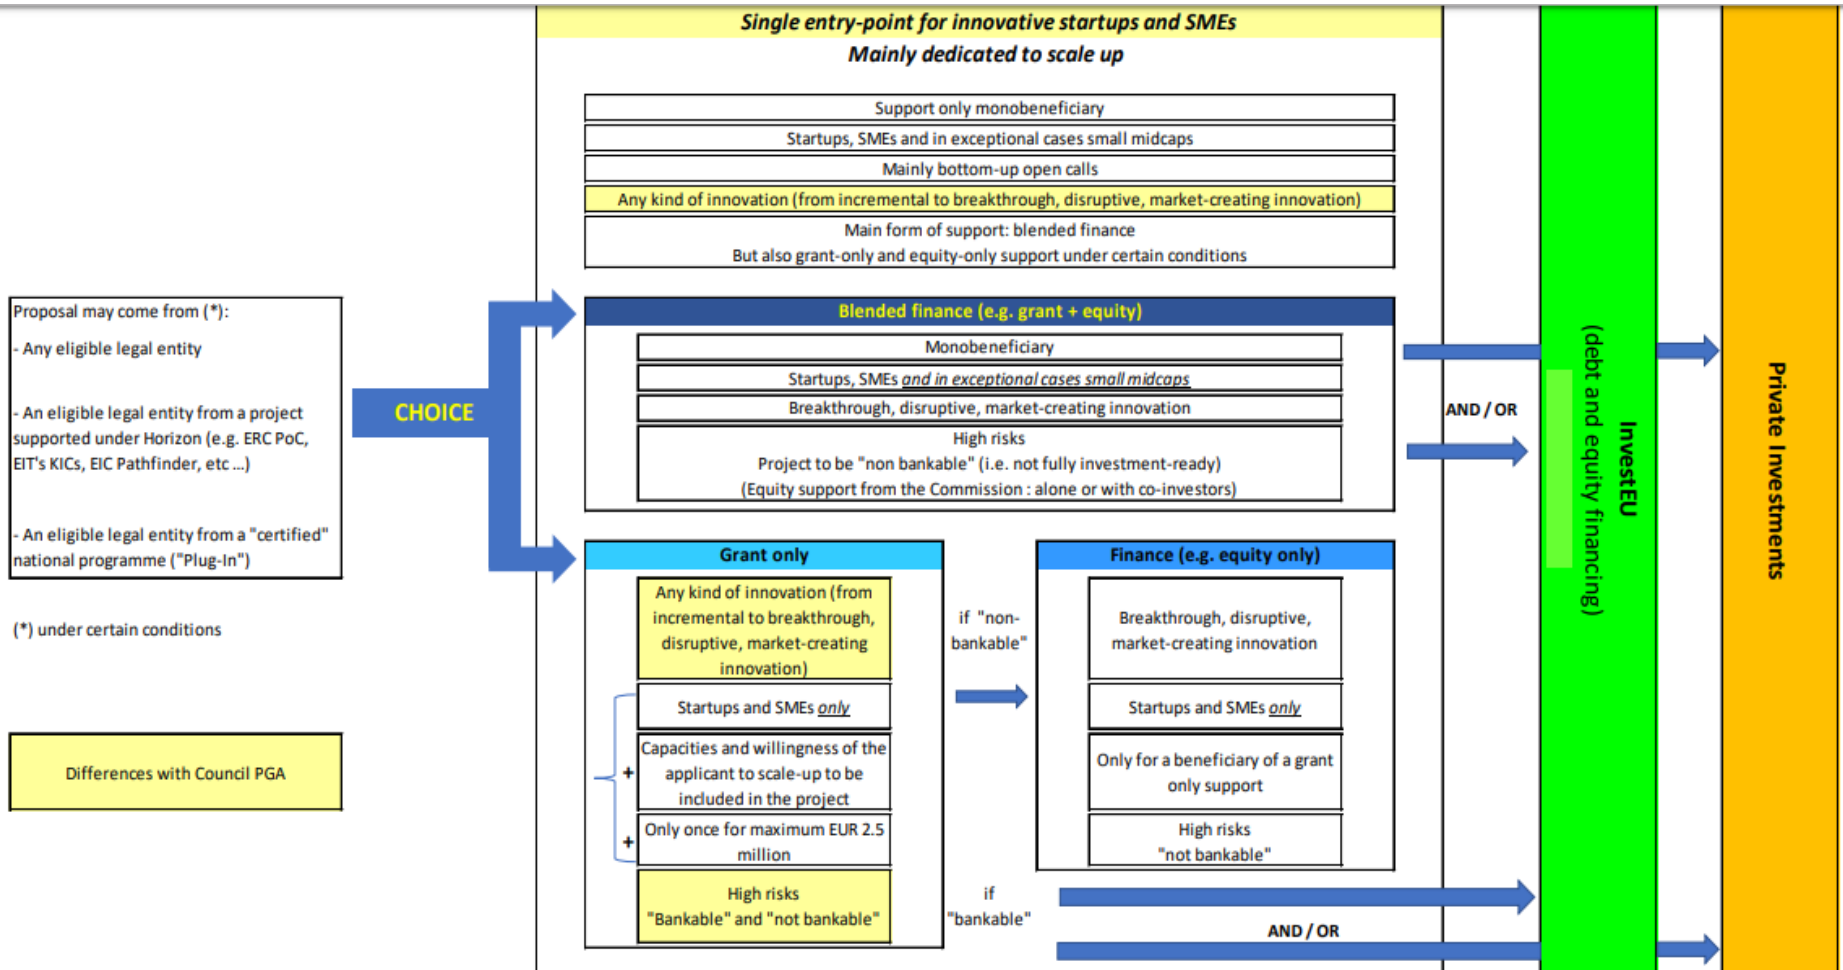 Single entry-point for innovative startups and SMEs
Mainly dedicated to scale up
Support only monobeneficiary
Startups, SMEs and in exceptional cases small midcaps
Mainly bottom-up open calls
Any kind of innovation (from incremental to breakthrough, disruptive, market-creating innovation)
Main form of support: blended finance
But also grant-only and equity-only support under certain conditions
Proposal may come from (*):
- Any eligible legal entity
- An eligible legal entity from a project
supported under Horizon (e.g. ERC PoC,
EIT's KICs, EIC Pathfinder, etc ...)
- An eligible legal entity from a "certified"
national programme ("Plug-In")
(*) under certain conditions
Differences with Council PGA
CHOICE
Blended finance (e.g. grant + equity)
Monobeneficiary
Startups, SMEs and in exceptional cases small midcaps
Breakthrough, disruptive, market-creating innovation
High risks
Project to be "non bankable" (i.e. not fully investment-ready)
(Equity support from the Commission : alone or with co-investors)
AND / OR
Grant only
Any kind of innovation (from
incremental to breakthrough,
disruptive, market-creating
innovation)
Startups and SMEs only
+
Capacities and willingness of the
applicant to scale-up to be
included in the project
+
Only once for maximum EUR 2.5
million
High risks
"Bankable" and "not bankable"
if "non-
bankable"
if
"bankable"
Finance (e.g. equity only)
Breakthrough, disruptive,
market-creating innovation
Startups and SMEs only
Only for a beneficiary of a grant
only support
High risks
"not bankable"
AND / OR
InvestEU
(debt and equity financing)
Private Investments